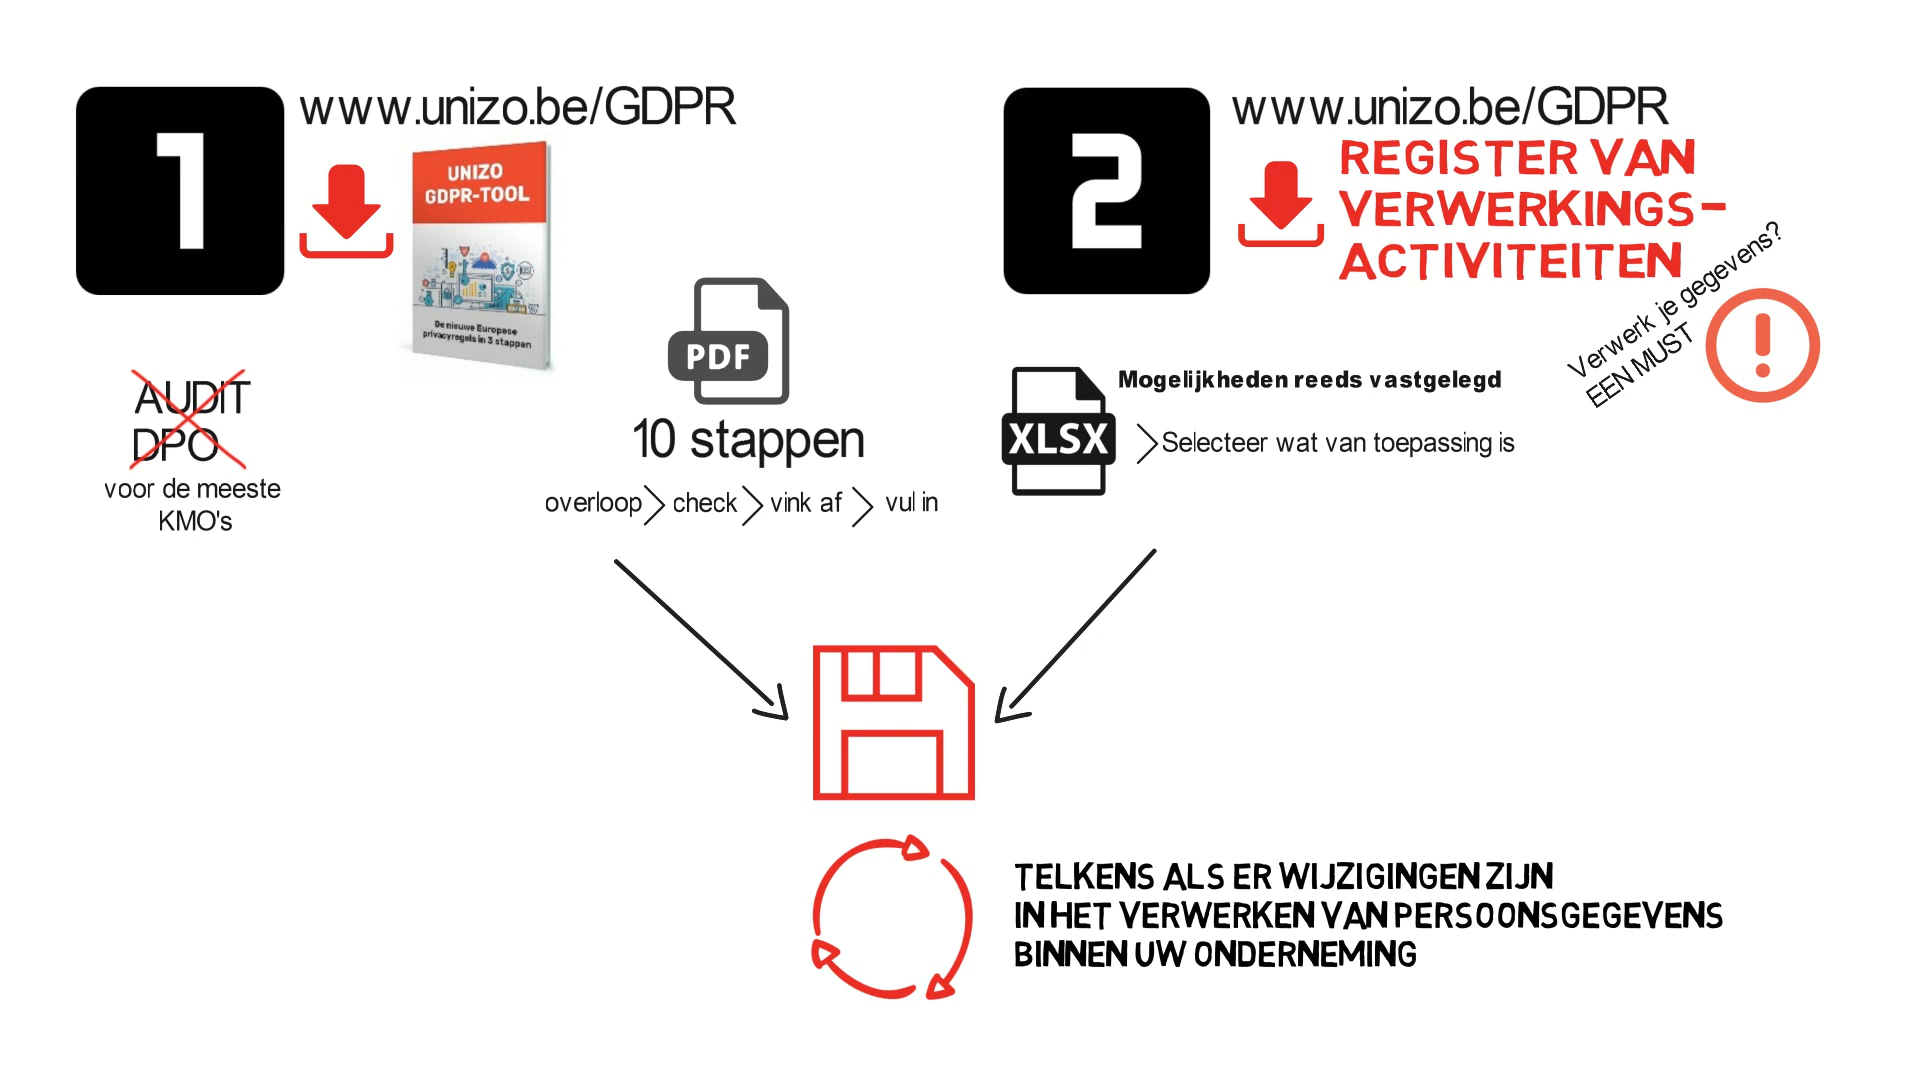 1
www.unizo.be/GDPR
UNIZO
GDPR-TOOL
De nieuwe Europese
privacyregels in 3 stappen
AUDIT
DPO
voor de meeste
KMO's
PDF
10 stappen
overloop > check > vink af > vul in
2
www.unizo.be/GDPR
REGISTER VAN
VERWERKINGS-
ACTIVITEITEN
Verwerk je gegevens?
EEN MUST
!
XLSX
Mogelijkheden reeds vastgelegd
> Selecteer wat van toepassing is
TELKENS ALS ER WIJZIGINGEN ZIJN
IN HET VERWERKEN VAN PERSOONSGEGEVENS
BINNEN UW ONDERNEMING